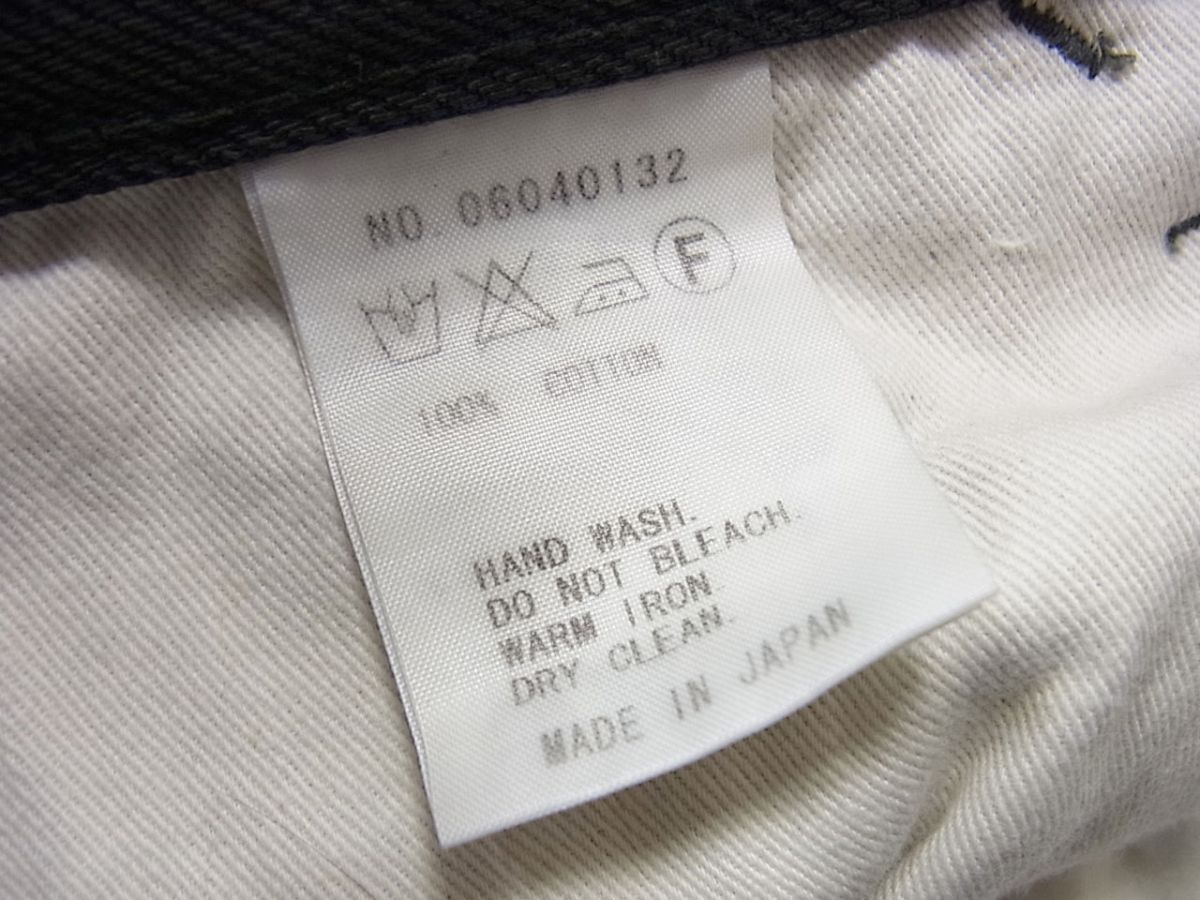 NO. 06040132
F
100% COTTON
HAND WASH.
DO NOT BLEACH.
WARM IRON.
DRY CLEAN.
MADE IN JAPAN